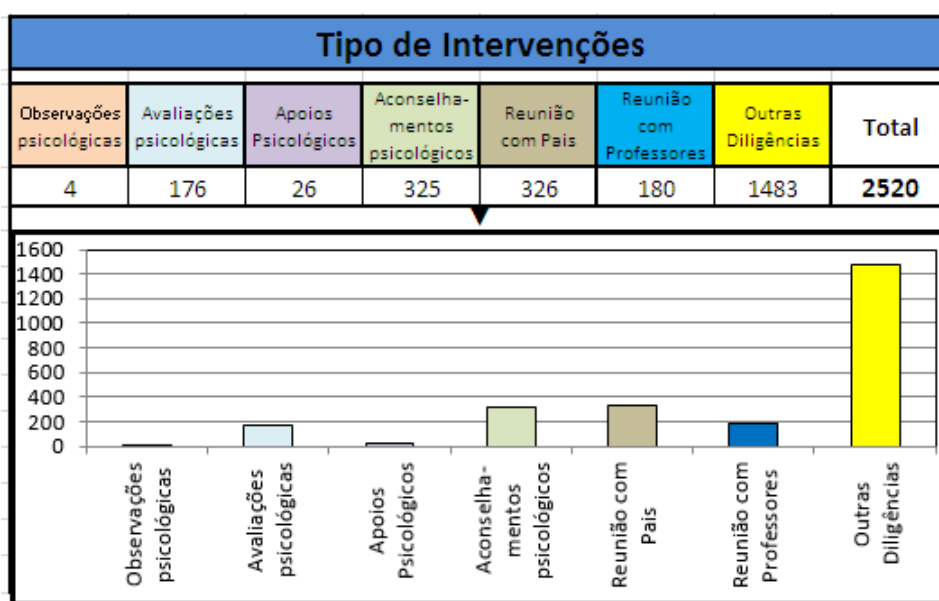 Tipo de Intervenções
Observações
psicológicas
Avaliações
psicológicas
Apoios
Psicológicos
Aconselha-
mentos
psicológicos
Reunião
com Pais
Reunião
com
Professores
Outras
Diligências
Total
4 176 26 325 326 180 1483 2520
1600
1400
1200
1000
800
600
400
200
0
Observações
psicológicas
Avaliações
psicológicas
Apoios
Psicológicos
Aconselha-
mentos
psicológicos
Reunião com
Pais
Reunião com
Professores
Outras
Diligências